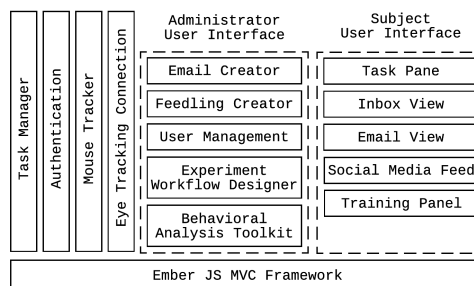 Task Manager
Authentication
Mouse Tracker
Eye Tracking Connection
Administrator
User Interface
Email Creator
Feedling Creator
User Management
Experiment
Workflow Designer
Behavioral
Analysis Toolkit
Subject
User Interface
Task Pane
Inbox View
Email View
Social Media Feed
Training Panel
Ember JS MVC Framework